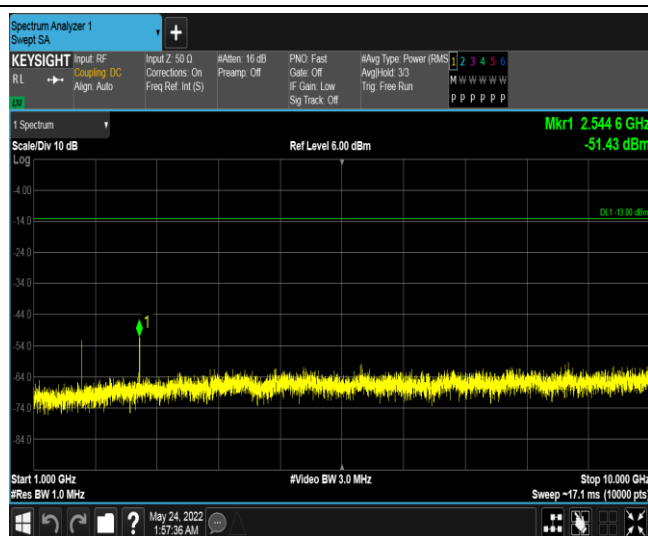 Spectrum Analyzer 1
Swept SA
+
KEYSIGHT Input: RF Input Z: 50 Ω #Atten: 16 dB PNO: Fast #Avg Type: Power (RMS 1 2 3 4 5 6
RL Coupling: DC Corrections: On Preamp: Off Gate: Off Avg|Hold: 3/3 M W W W W W
Align: Auto Freq Ref: Int (S) IF Gain: Low Trig: Free Run
Sig Track: Off P P P P P P
1 Spectrum Mkr1 2.544 6 GHz
Scale/Div 10 dB Ref Level 6.00 dBm -51.43 dBm
Log
-4.00
DL1 -13.00 dBm
-14.0
-24.0
-34.0
-44.0
1
-54.0
-64.0
-74.0
-84.0
Start 1.000 GHz #Video BW 3.0 MHz Stop 10.000 GHz
#Res BW 1.0 MHz Sweep ~17.1 ms (10000 pts)
? May 24, 2022
1:57:36 AM